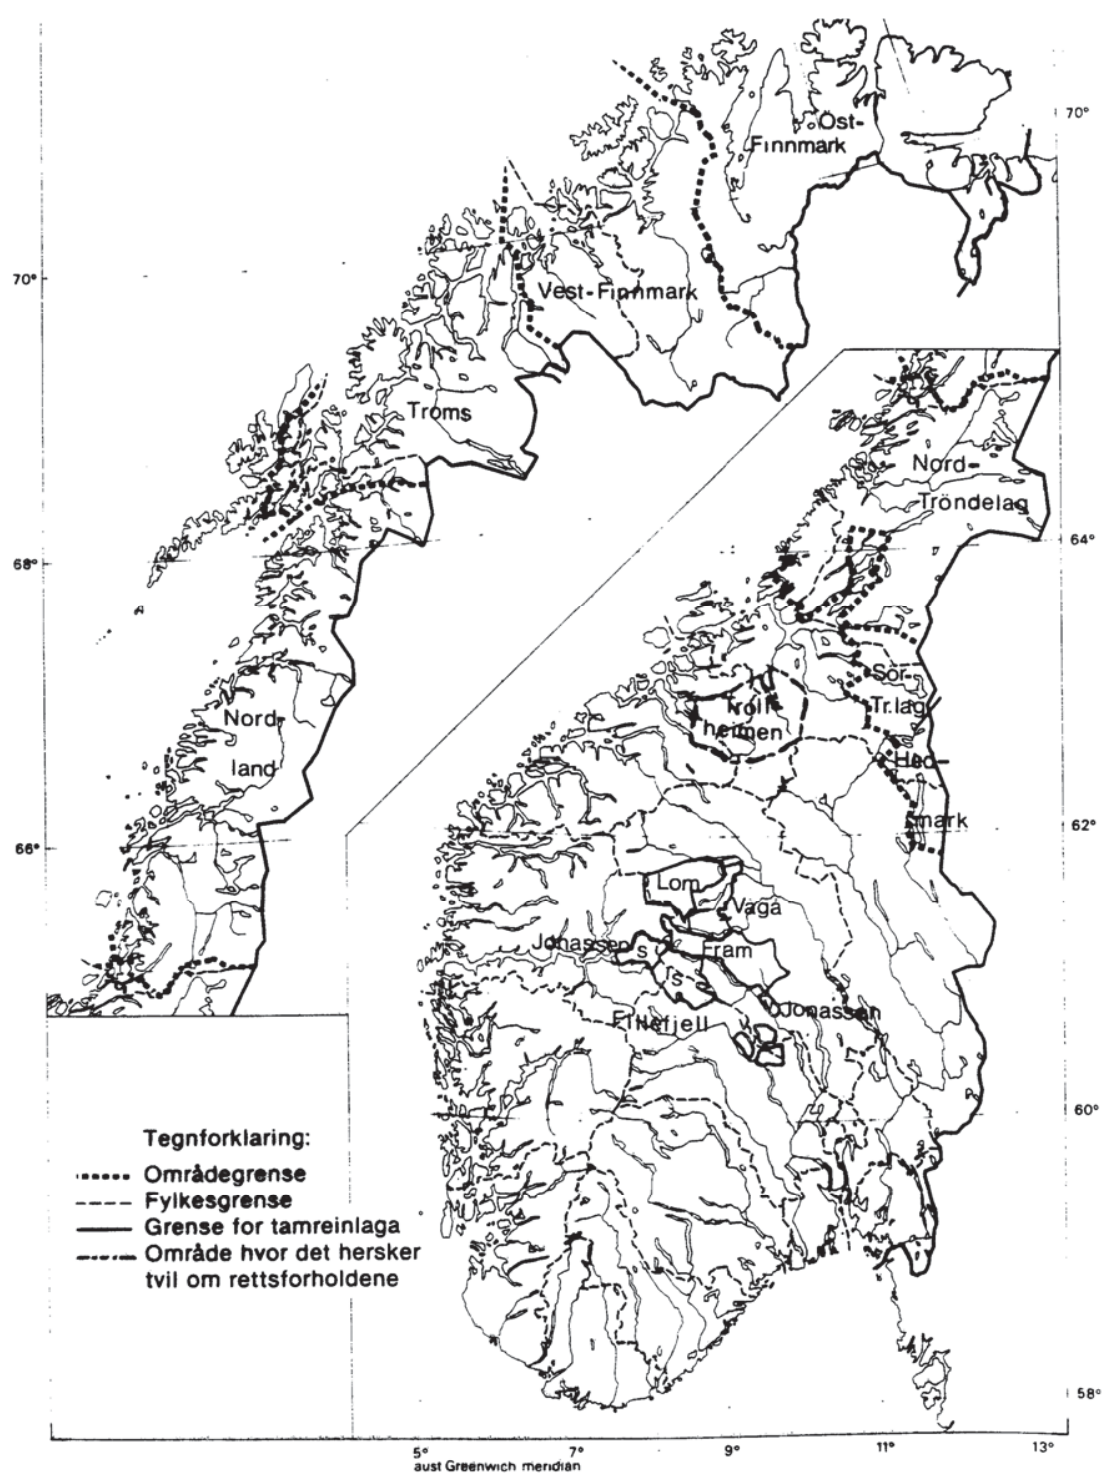 Öst-
Finnmark
70°
70°
Vest-Finnmark
Troms
Nord-
Tröndelag
68°
64°
Nord-
land
Sör-
Tr.lag
Troll-
heimen
Hed-
mark
66°
62°
Lom
Vågå
Jonassen
s
Fram
s
Jonassen
Fillefjell
60°
Tegnforklaring:
Områdegrense
Fylkesgrense
Grense for tamreinlaga
Område hvor det hersker
tvil om rettsforholdene
58°
5° 7° 9° 11° 13°
aust Greenwich meridian